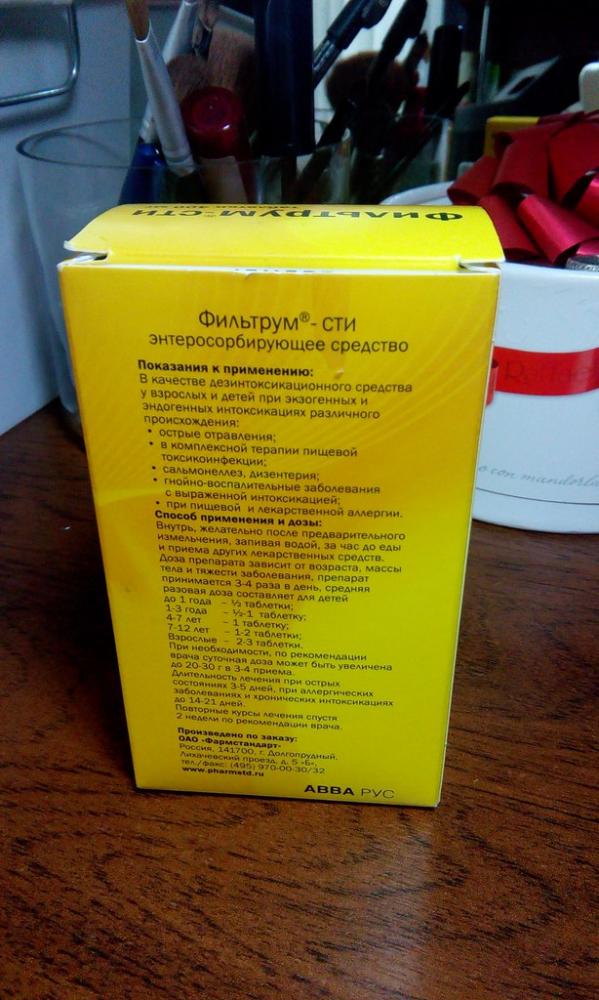 Фильтрум®-сти
таблетки 400 мг
Фильтрум®- сти
энтеросорбирующее средство
Показания к применению:
В качестве дезинтоксикационного средства
у взрослых и детей при экзогенных и
эндогенных интоксикациях различного
происхождения:
• острые отравления;
• в комплексной терапии пищевой
токсикоинфекции;
• сальмонеллез, дизентерия;
• гнойно-воспалительные заболевания
с выраженной интоксикацией;
• при пищевой и лекарственной аллергии.
Способ применения и дозы:
Внутрь, желательно после предварительного
измельчения, запивая водой, за час до еды
и приема других лекарственных средств.
Доза препарата зависит от возраста, массы
тела и тяжести заболевания, препарат
принимается 3-4 раза в день, средняя
разовая доза составляет для детей
до 1 года – ½ таблетки;
1-3 года – ½-1 таблетку;
4-7 лет – 1 таблетку;
7-12 лет – 1-2 таблетки;
Взрослые – 2-3 таблетки.
При необходимости, по рекомендации
врача суточная доза может быть увеличена
до 20-30 г в 3-4 приема.
Длительность лечения при острых
состояниях 3-5 дней, при аллергических
заболеваниях и хронических интоксикациях
до 14-21 дней.
Повторные курсы лечения спустя
2 недели по рекомендации врача.
Произведено по заказу:
ОАО «Фармстандарт»
Россия, 141700, г. Долгопрудный,
Лихачевский проезд, д. 5 «Б»,
тел./факс: (495) 970-00-30/32
www.pharmstd.ru
АВВА РУС
o con mandorla